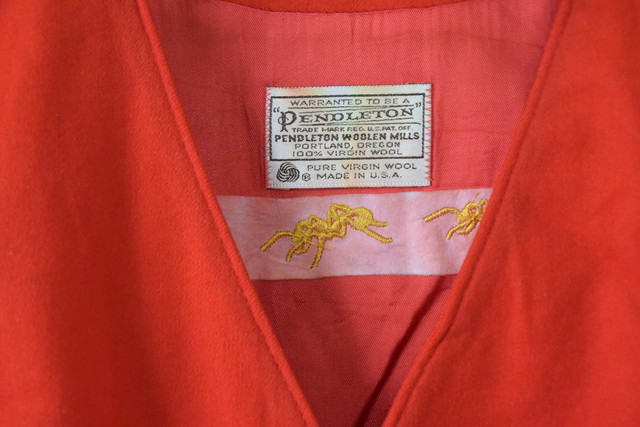 WARRANTED TO BE A
"PENDLETON"
TRADE MARK REG. U.S. PAT. OFF.
PENDLETON WOOLEN MILLS
PORTLAND, OREGON
100% VIRGIN WOOL
PURE VIRGIN WOOL
® MADE IN U.S.A.